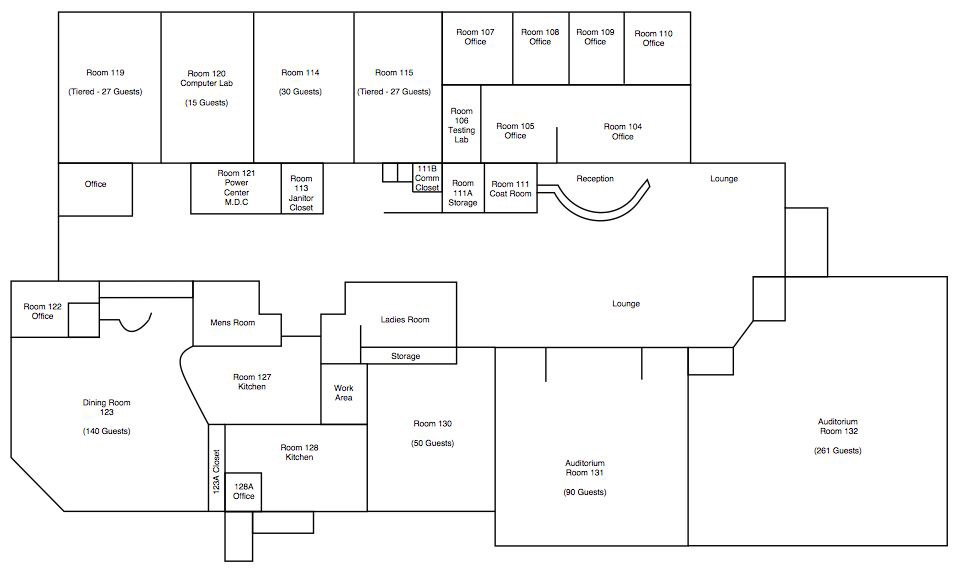 Room 107
Office
Room 108
Office
Room 109
Office
Room 110
Office
Room 119
(Tiered - 27 Guests)
Room 120
Computer Lab
(15 Guests)
Room 114
(30 Guests)
Room 115
(Tiered - 27 Guests)
Room
106
Testing
Lab
Room 105
Office
Room 104
Office
Office
Room 121
Power
Center
M.D.C
Room
113
Janitor
Closet
111B
Comm
Closet
Room
111A
Storage
Room 111
Coat Room
Reception
Lounge
Room 122
Office
Mens Room
Ladies Room
Lounge
Storage
Room 127
Kitchen
Work
Area
Dining Room
123
(140 Guests)
Room 130
(50 Guests)
Auditorium
Room 132
(261 Guests)
123A Closet
Room 128
Kitchen
128A
Office
Auditorium
Room 131
(90 Guests)